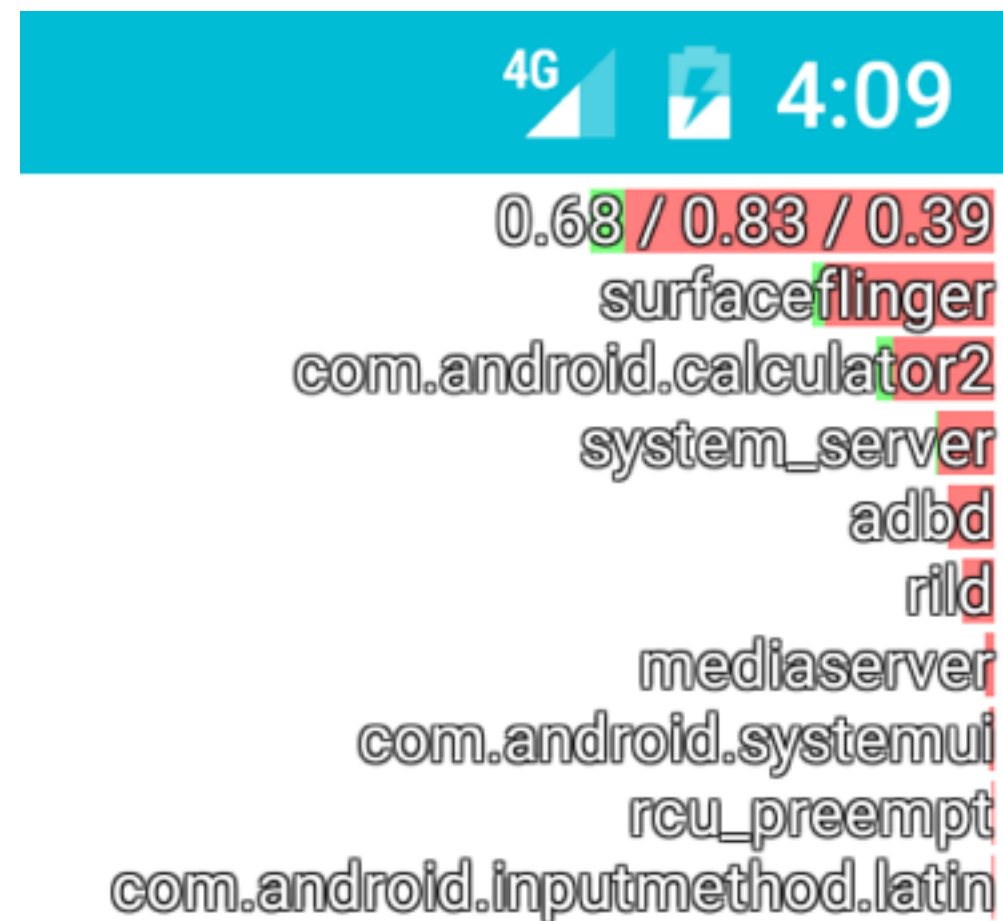 4G 4:09
0.68 / 0.83 / 0.39
surfaceflinger
com.android.calculator2
system_server
adbd
rild
mediaserver
com.android.systemui
rcu_preempt
com.android.inputmethod.latin